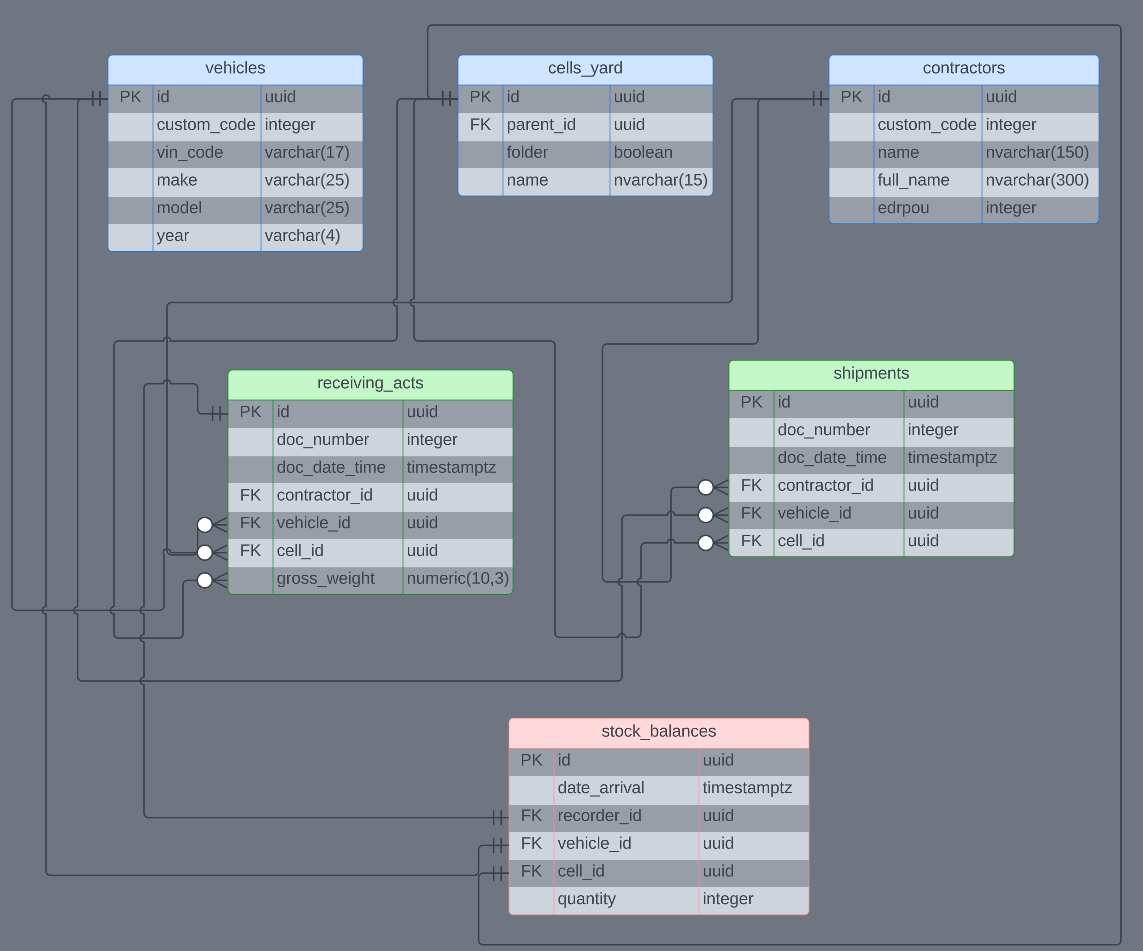 vehicles
PK id uuid
custom_code integer
vin_code varchar(17)
make varchar(25)
model varchar(25)
year varchar(4)
cells_yard
PK id uuid
FK parent_id uuid
folder boolean
name nvarchar(15)
contractors
PK id uuid
custom_code integer
name nvarchar(150)
full_name nvarchar(300)
edrpou integer
receiving_acts
PK id uuid
doc_number integer
doc_date_time timestamptz
FK contractor_id uuid
FK vehicle_id uuid
FK cell_id uuid
gross_weight numeric(10,3)
shipments
PK id uuid
doc_number integer
doc_date_time timestamptz
FK contractor_id uuid
FK vehicle_id uuid
FK cell_id uuid
stock_balances
PK id uuid
date_arrival timestamptz
FK recorder_id uuid
FK vehicle_id uuid
FK cell_id uuid
quantity integer